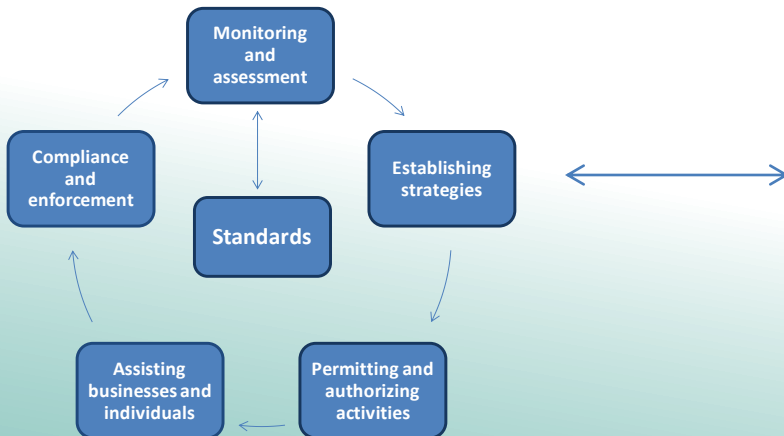 Monitoring
and
assessment
Compliance
and
enforcement
Establishing
strategies
Standards
Assisting
businesses and
individuals
Permitting and
authorizing
activities